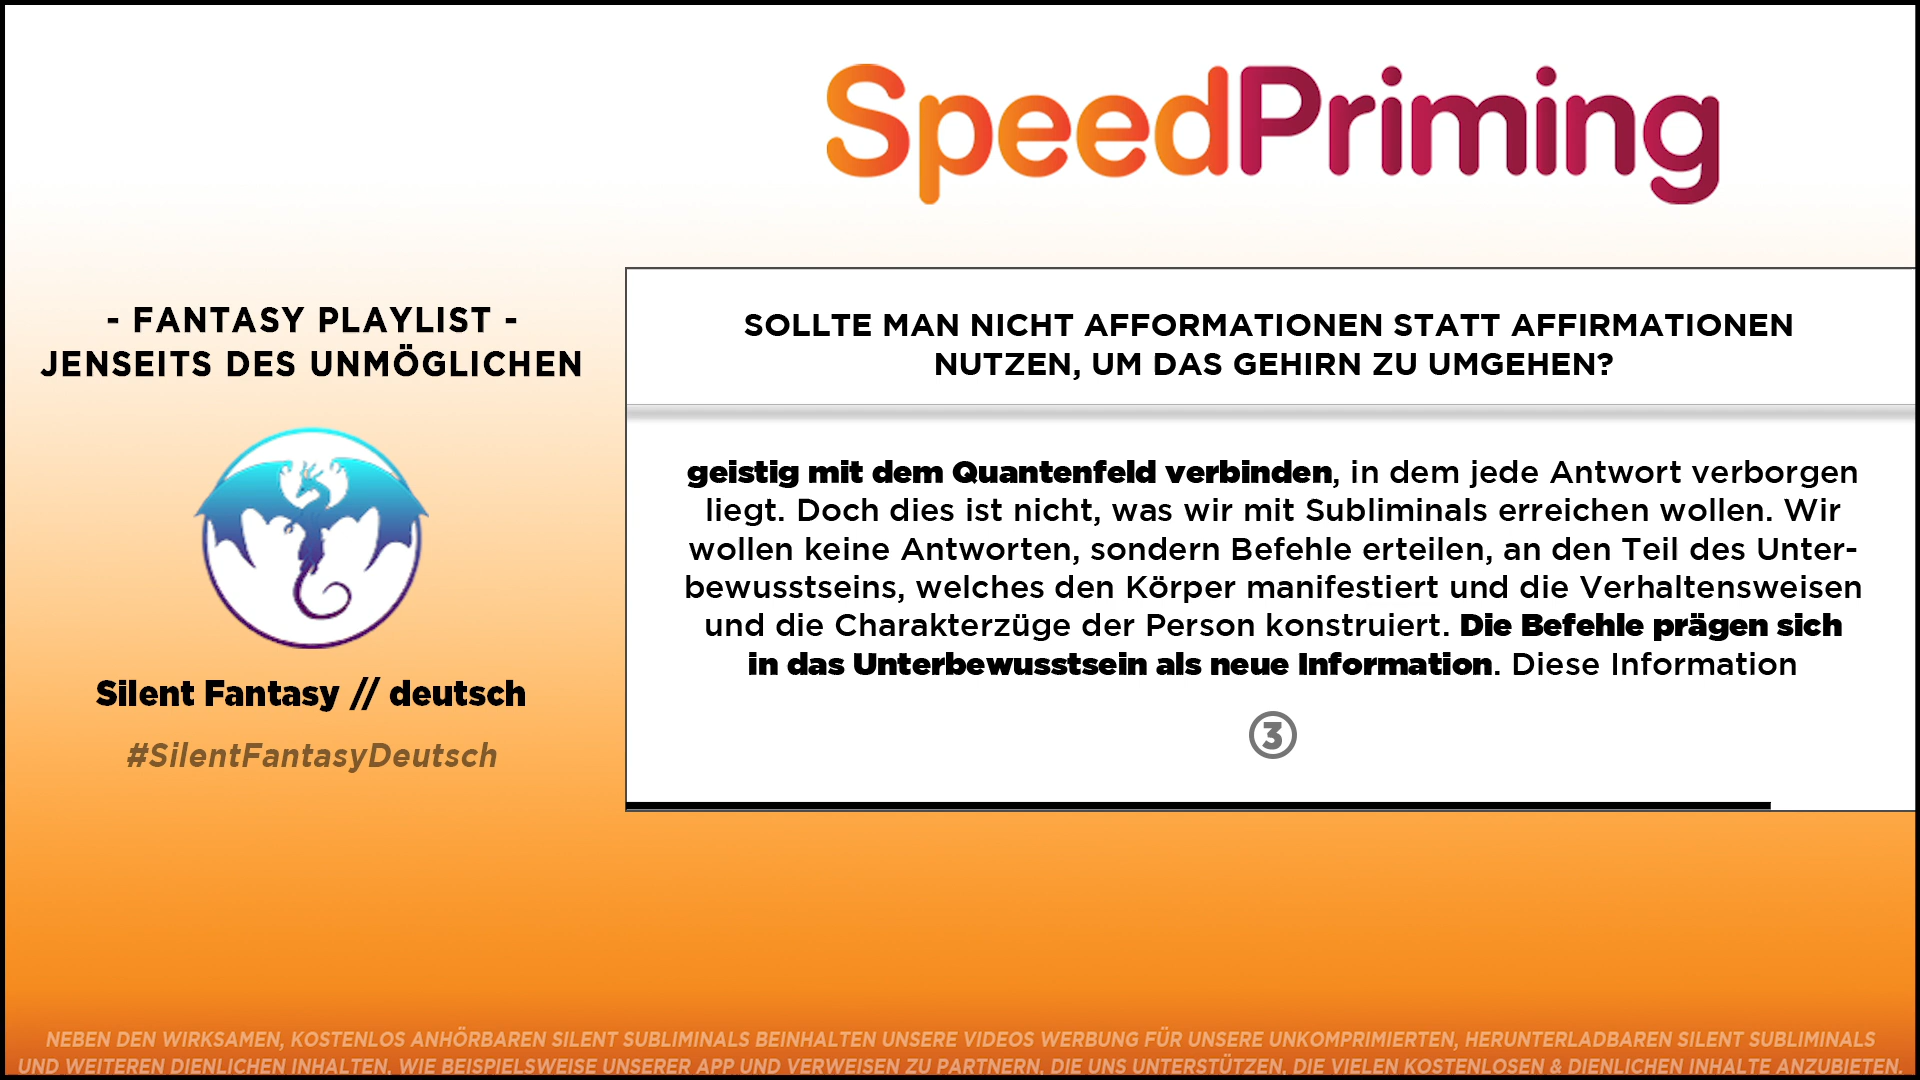 SpeedPriming
- FANTASY PLAYLIST -
JENSEITS DES UNMÖGLICHEN
Silent Fantasy // deutsch
#SilentFantasyDeutsch
SOLLTE MAN NICHT AFFORMATIONEN STATT AFFIRMATIONEN
NUTZEN, UM DAS GEHIRN ZU UMGEHEN?
geistig mit dem Quantenfeld verbinden, in dem jede Antwort verborgen
liegt. Doch dies ist nicht, was wir mit Subliminals erreichen wollen. Wir
wollen keine Antworten, sondern Befehle erteilen, an den Teil des Unter-
bewusstseins, welches den Körper manifestiert und die Verhaltensweisen
und die Charakterzüge der Person konstruiert. Die Befehle prägen sich
in das Unterbewusstsein als neue Information. Diese Information
3
NEBEN DEN WIRKSAMEN, KOSTENLOS ANHÖRBAREN SILENT SUBLIMINALS BEINHALTEN UNSERE VIDEOS WERBUNG FÜR UNSERE UNKOMPRIMIERTEN, HERUNTERLADBAREN SILENT SUBLIMINALS
UND WEITEREN DIENLICHEN INHALTEN, WIE BEISPIELSWEISE UNSERER APP UND VERWEISEN ZU PARTNERN, DIE UNS UNTERSTÜTZEN, DIE VIELEN KOSTENLOSEN & DIENLICHEN INHALTE ANZUBIETEN.